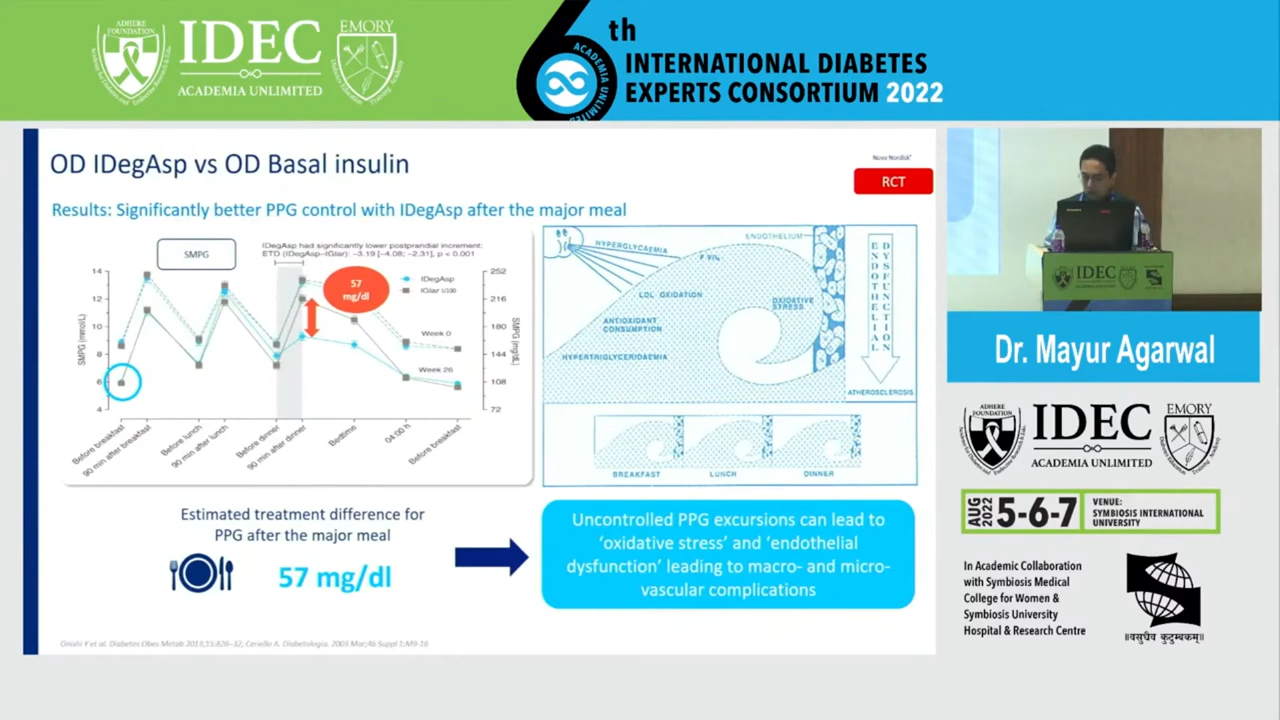 ADHERE
FOUNDATION
IDEC
ACADEMIA UNLIMITED
EMORY
6th
ACADEMIA UNLIMITED
INTERNATIONAL DIABETES
EXPERTS CONSORTIUM 2022
OD IDegAsp vs OD Basal insulin
Novo Nordisk®
RCT
Results: Significantly better PPG control with IDegAsp after the major meal
SMPG
IDegAsp had significantly lower postprandial increment:
ETD (IDegAsp–IGlar): –3.19 [–4.08; –2.31], p < 0.001
57
mg/dl
IDegAsp
IGlar U100
Week 0
Week 26
SMPG (mmol/L)
14
12
10
8
6
4
SMPG (mg/dL)
252
216
180
144
108
72
Before breakfast
90 min after breakfast
Before lunch
90 min after lunch
Before dinner
90 min after dinner
Bedtime
04:00 h
Before breakfast
HYPERGLYCAEMIA
ENDOTHELIUM
LDL OXIDATION
OXIDATIVE
STRESS
ANTIOXIDANT
CONSUMPTION
HYPERTRIGLYCERIDAEMIA
ENDOTHELIAL
DYSFUNCTION
ATHEROSCLEROSIS
BREAKFAST
LUNCH
DINNER
Estimated treatment difference for
PPG after the major meal
57 mg/dl
Uncontrolled PPG excursions can lead to
‘oxidative stress’ and ‘endothelial
dysfunction’ leading to macro- and micro-
vascular complications
Onishi Y et al. Diabetes Obes Metab 2013;15:826–32; Ceriello A. Diabetologia. 2003 Mar;46 Suppl 1:M9-16
IDEC
ACADEMIA UNLIMITED
Dr. Mayur Agarwal
ADHERE
FOUNDATION
IDEC
ACADEMIA UNLIMITED
EMORY
AUG
2022
5-6-7
VENUE:
SYMBIOSIS INTERNATIONAL
UNIVERSITY
In Academic Collaboration
with Symbiosis Medical
College for Women &
Symbiosis University
Hospital & Research Centre
॥वसुधैव कुटुम्बकम्॥